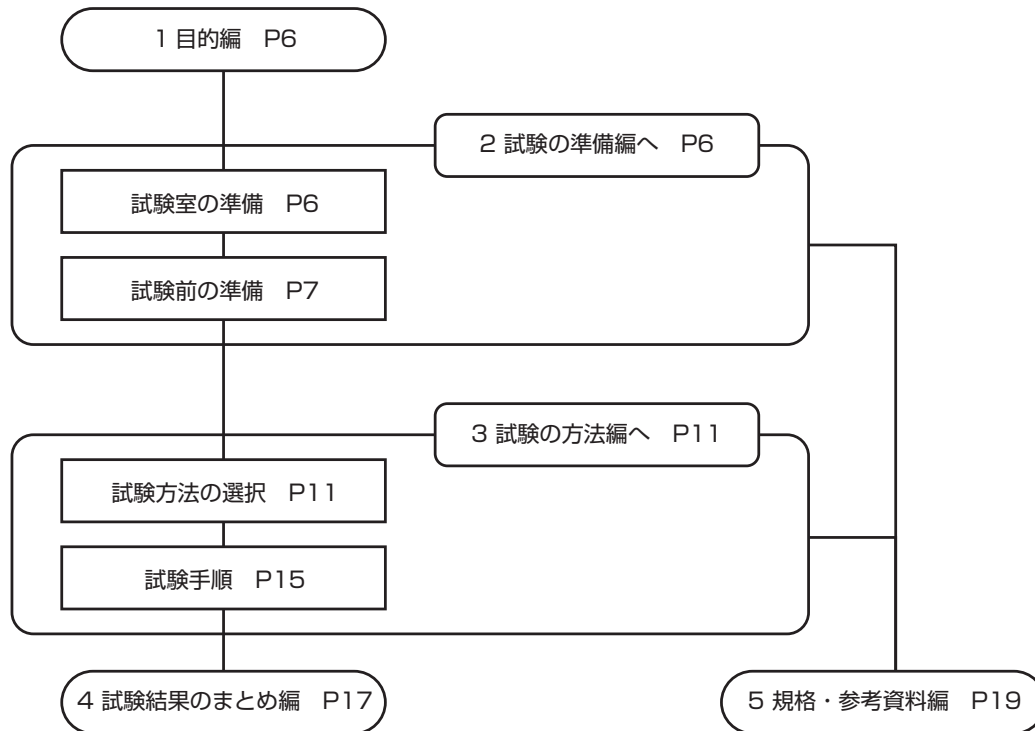 1 目的編　P6
2 試験の準備編へ　P6
試験室の準備　P6
試験前の準備　P7
3 試験の方法編へ　P11
試験方法の選択　P11
試験手順　P15
4 試験結果のまとめ編　P17
5 規格・参考資料編　P19